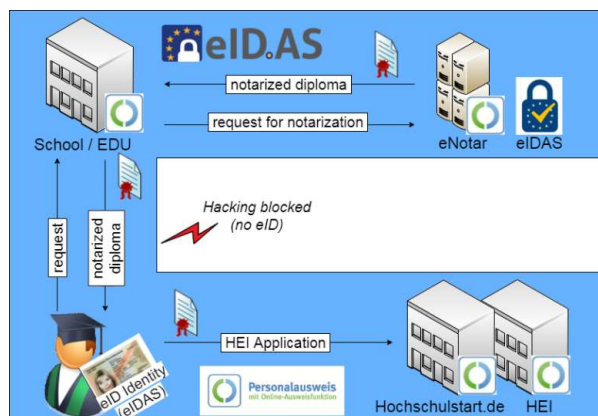 eID.AS
notarized diploma
request for notarization
School / EDU
eNotar
eIDAS
Hacking blocked
(no eID)
request
notarized
diploma
HEI Application
eID Identity
(eIDAS)
Personalausweis
mit Online-Ausweisfunktion
Hochschulstart.de
HEI